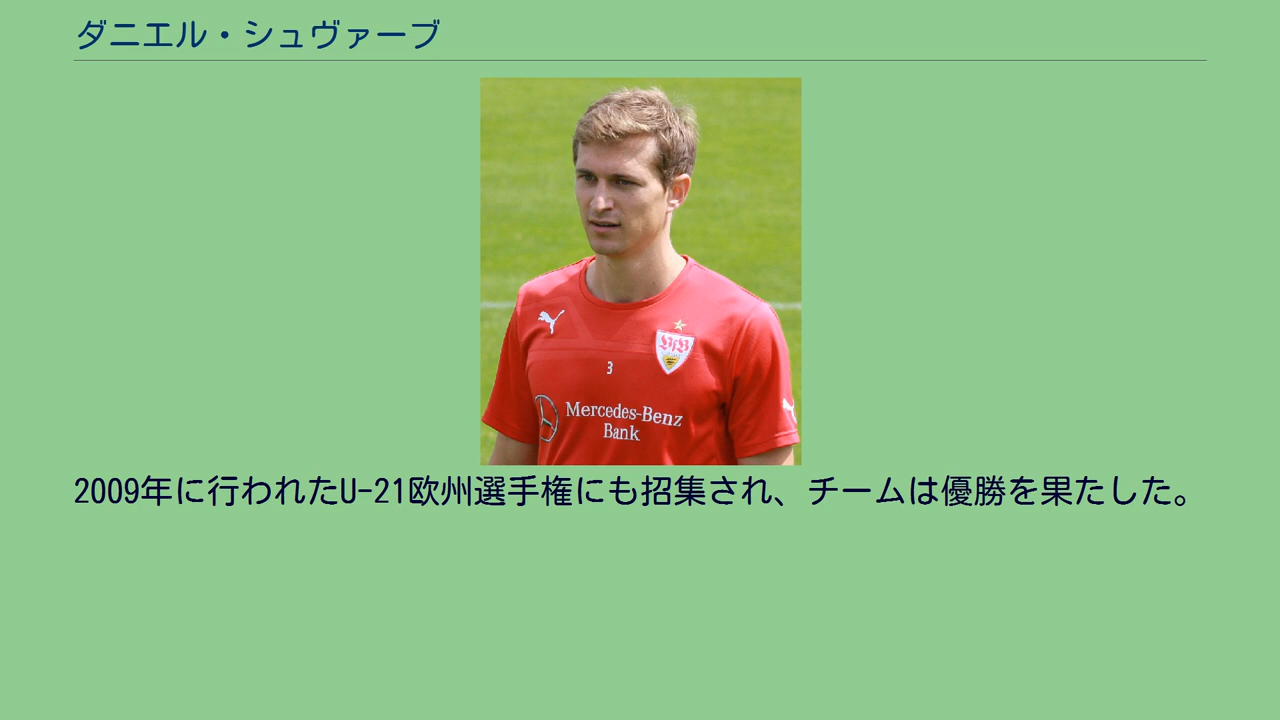 ダニエル・シュヴァーブ
3
Mercedes-Benz
Bank
2009年に行われたU-21欧州選手権にも招集され、チームは優勝を果たした。